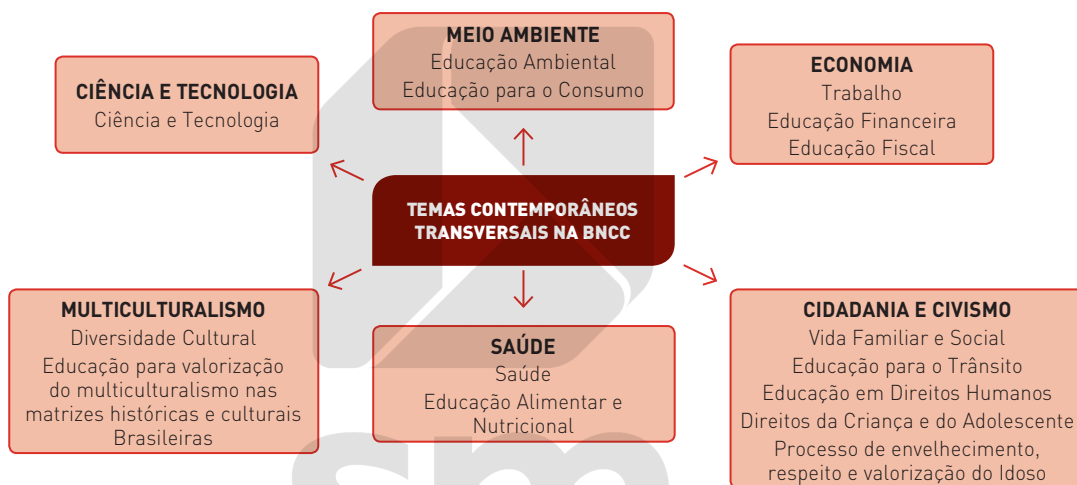 MEIO AMBIENTE
Educação Ambiental
Educação para o Consumo
CIÊNCIA E TECNOLOGIA
Ciência e Tecnologia
ECONOMIA
Trabalho
Educação Financeira
Educação Fiscal
TEMAS CONTEMPORÂNEOS
TRANSVERSAIS NA BNCC
MULTICULTURALISMO
Diversidade Cultural
Educação para valorização
do multiculturalismo nas
matrizes históricas e culturais
Brasileiras
SAÚDE
Saúde
Educação Alimentar e
Nutricional
CIDADANIA E CIVISMO
Vida Familiar e Social
Educação para o Trânsito
Educação em Direitos Humanos
Direitos da Criança e do Adolescente
Processo de envelhecimento,
respeito e valorização do Idoso
sm